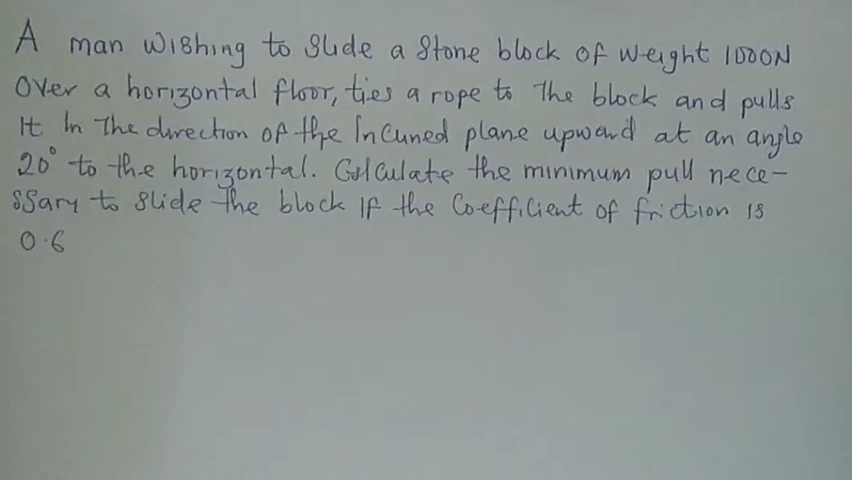 A man wishing to slide a stone block of weight 1000N
over a horizontal floor, ties a rope to the block and pulls
It In the direction of the Inclined plane upward at an angle
20° to the horizontal. Calculate the minimum pull nece-
ssary to slide the block If the Coefficient of friction is
0.6